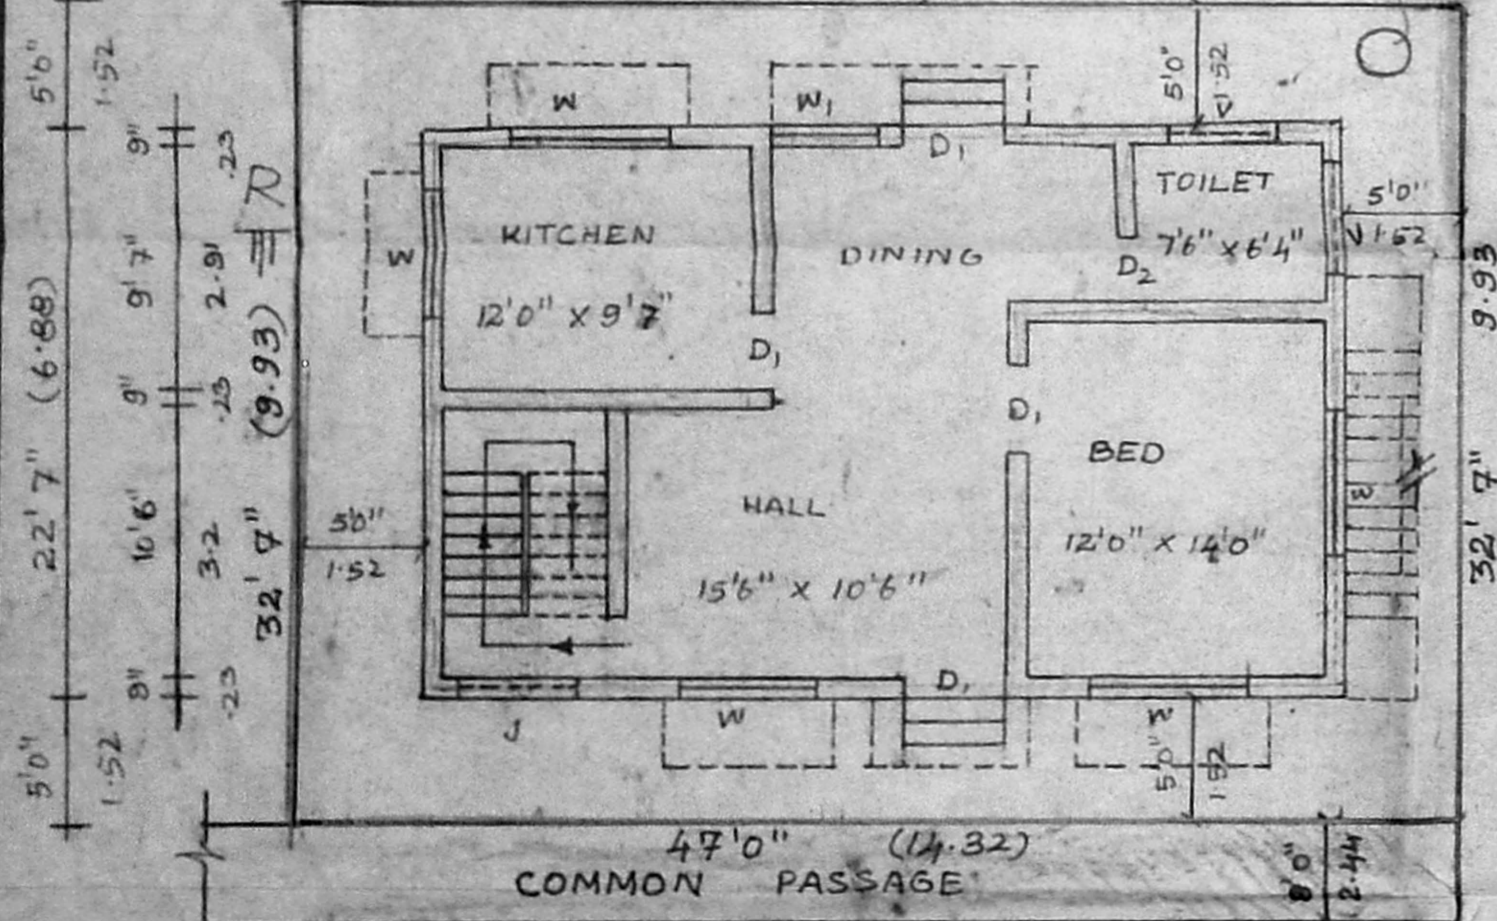 5'0"
1.52
5'0"
1.52
W
W1
9"
.23
D1
TOILET
R
5'0"
1.52
KITCHEN
DINING
7'6" x 6'4"
W
D2
9'7"
2.91
12'0" x 9'7"
D1
22'7" (6.88)
9"
.23
32'7" (9.93)
D1
BED
9.93
32'7"
W
HALL
10'6"
3.2
5'0"
1.52
12'0" x 14'0"
15'6" x 10'6"
9"
.23
D1
J
W
W
5'0"
1.52
5'0"
1.52
47'0" (14.32)
8'0"
2.44
COMMON PASSAGE